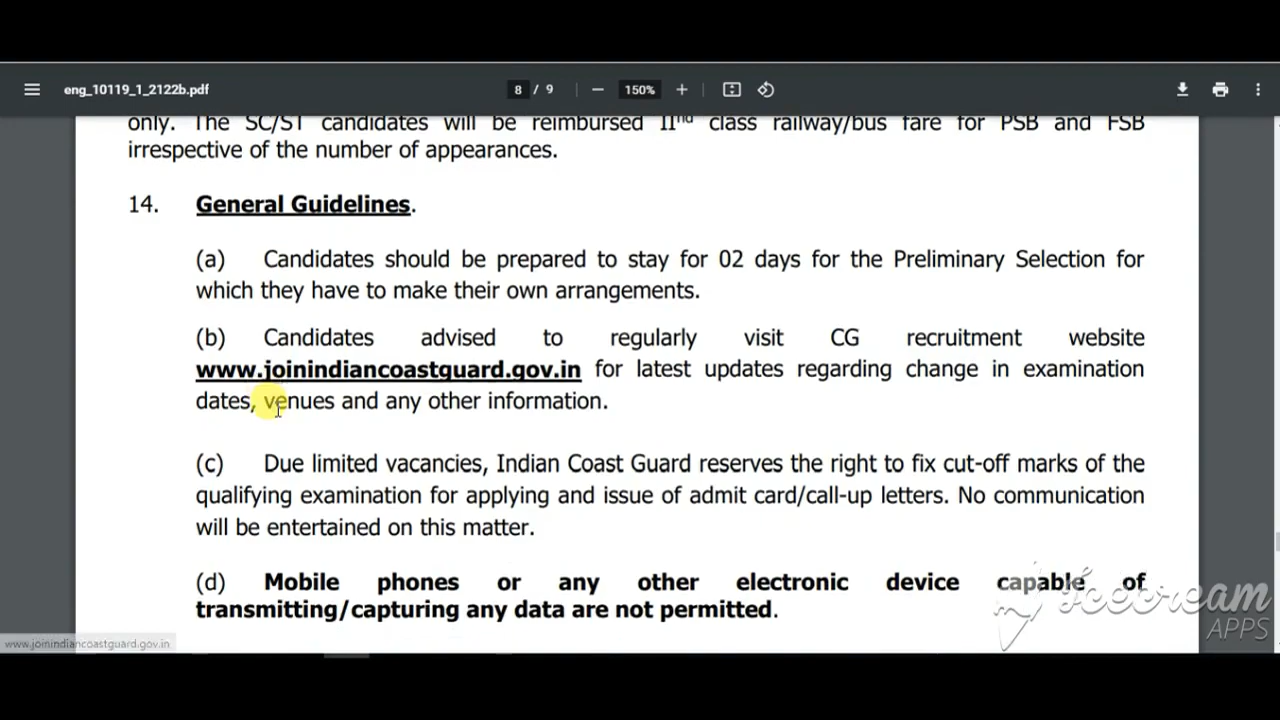 eng_10119_1_2122b.pdf
8 / 9
150%
only. The SC/ST candidates will be reimbursed IInd class railway/bus fare for PSB and FSB
irrespective of the number of appearances.
14. General Guidelines.
(a) Candidates should be prepared to stay for 02 days for the Preliminary Selection for
which they have to make their own arrangements.
(b) Candidates advised to regularly visit CG recruitment website
www.joinindiancoastguard.gov.in for latest updates regarding change in examination
dates, venues and any other information.
(c) Due limited vacancies, Indian Coast Guard reserves the right to fix cut-off marks of the
qualifying examination for applying and issue of admit card/call-up letters. No communication
will be entertained on this matter.
(d) Mobile phones or any other electronic device capable of
transmitting/capturing any data are not permitted.
www.joinindiancoastguard.gov.in
Icecream
APPS